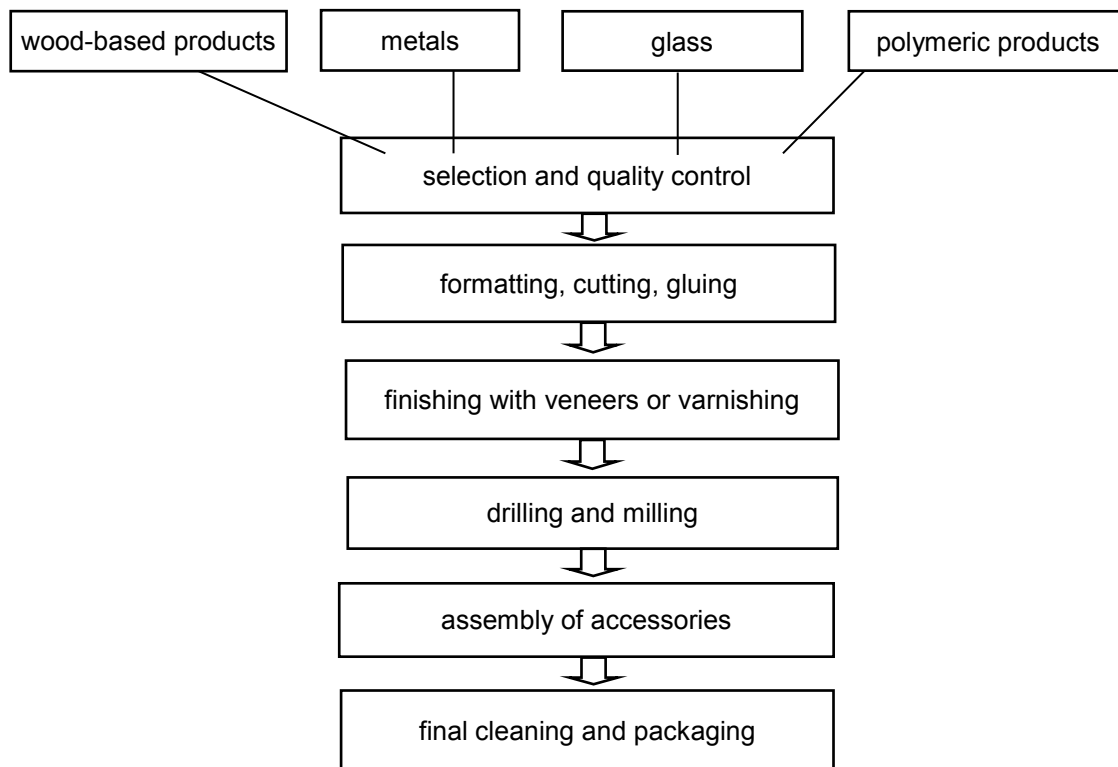 wood-based products
metals
glass
polymeric products
selection and quality control
formatting, cutting, gluing
finishing with veneers or varnishing
drilling and milling
assembly of accessories
final cleaning and packaging